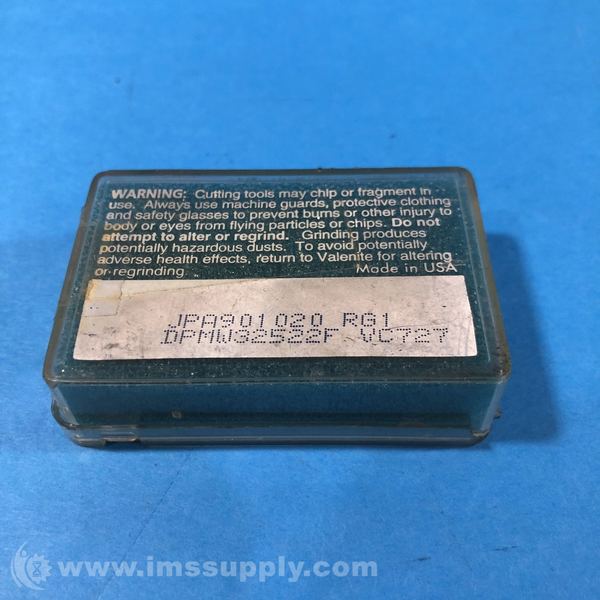 WARNING: Cutting tools may chip or fragment in
use. Always use machine guards, protective clothing
and safety glasses to prevent burns or other injury to
body or eyes from flying particles or chips. Do not
attempt to alter or regrind. Grinding produces
potentially hazardous dusts. To avoid potentially
adverse health effects, return to Valenite for altering
or regrinding. Made in USA
JPA901020 RG1
DPMW32522F VC727
www.imssupply.com